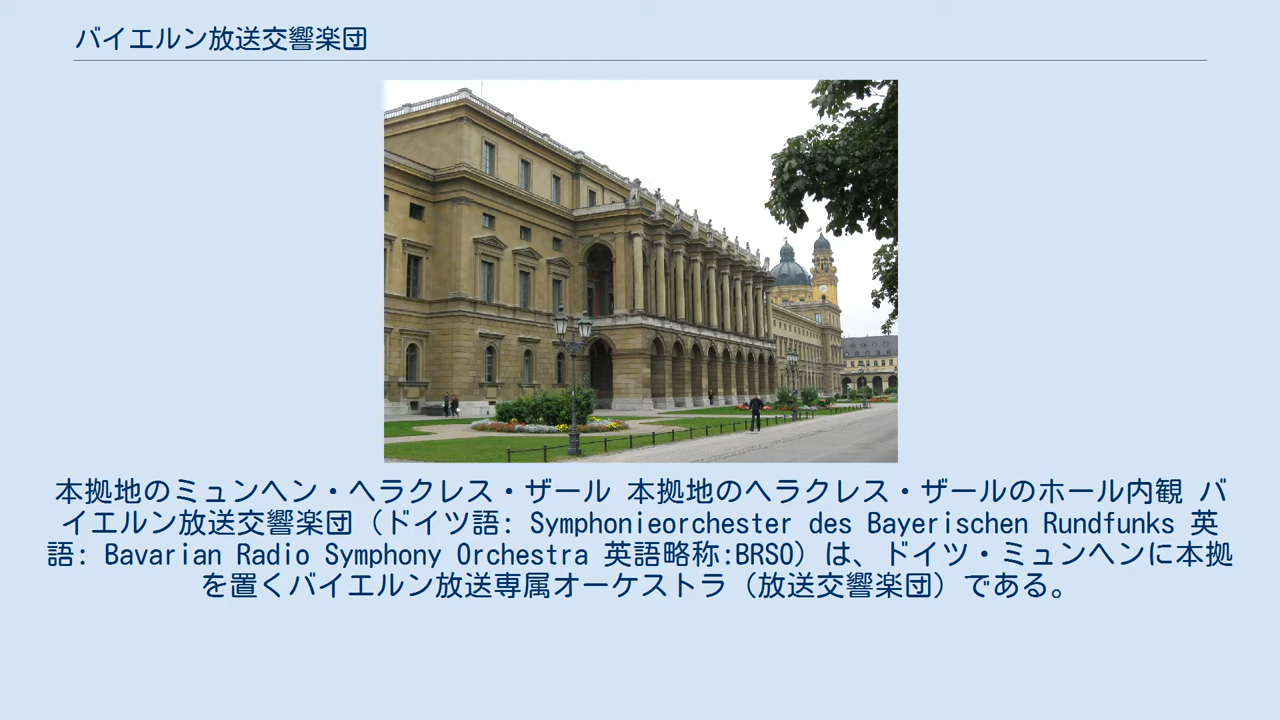 バイエルン放送交響楽団
本拠地のミュンヘン・ヘラクレス・ザール 本拠地のヘラクレス・ザールのホール内観 バ
イエルン放送交響楽団（ドイツ語: Symphonieorchester des Bayerischen Rundfunks 英
語: Bavarian Radio Symphony Orchestra 英語略称:BRSO）は、ドイツ・ミュンヘンに本拠
を置くバイエルン放送専属オーケストラ（放送交響楽団）である。